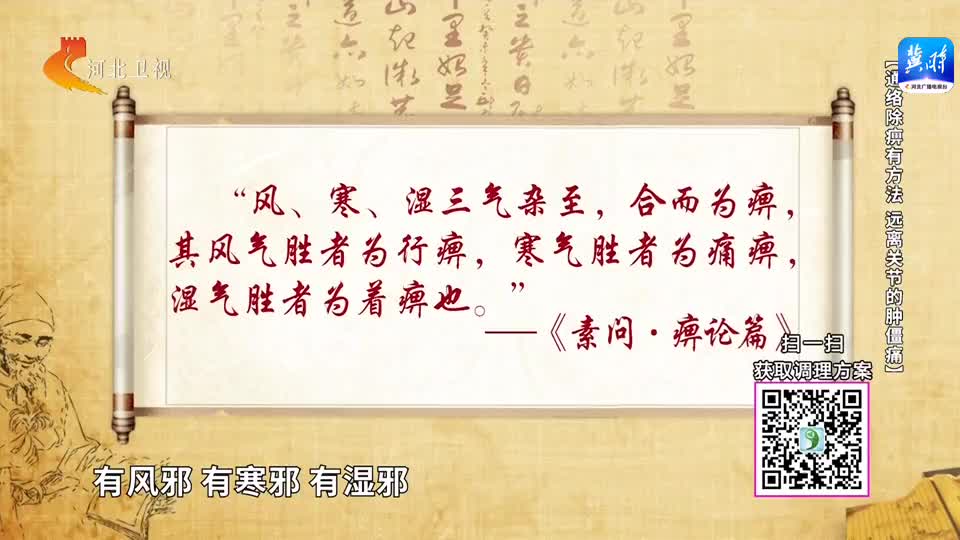 河北卫视
冀时
河北广播电视台
“风、寒、湿三气杂至，合而为痹，
其风气胜者为行痹，寒气胜者为痛痹，
湿气胜者为着痹也。”
——《素问·痹论篇》
【通络除痹有方法 远离关节的肿僵痛】
扫一扫
获取调理方案
有风邪 有寒邪 有湿邪